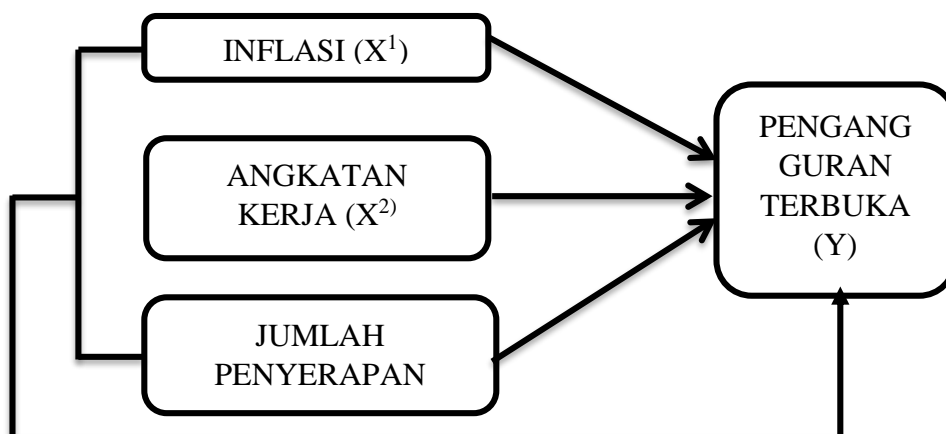 INFLASI (X¹)
ANGKATAN
KERJA (X²⁾
JUMLAH
PENYERAPAN
PENGANG
GURAN
TERBUKA
(Y)